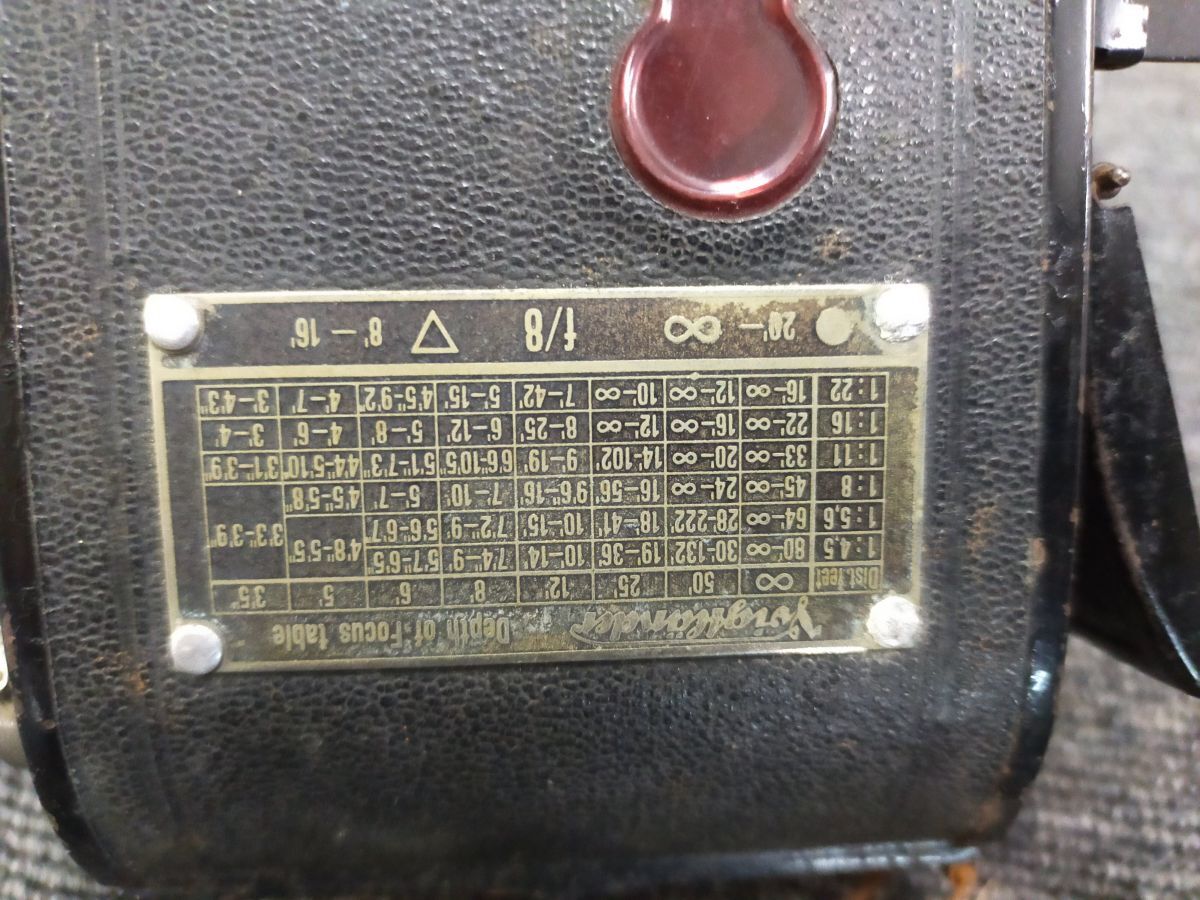 Voigtländer Depth of Focus table
Dist. feet ∞ 50 25' 12' 8' 6' 5' 3'5"
1:4,5 80-∞ 30-132' 19-36' 10-14' 7'4-9' 5'7"-6'5 4'8-5'5" 3'3-3'9"
1:5,6 64-∞ 28-222' 18-41' 10-15' 7'2"-9' 5'6-6'7
1:8 45'-∞ 24'-∞ 16-56' 9'6-16' 7'-10' 5-7' 4'5"-5'8"
1:11 33'-∞ 20'-∞ 14-102' 9-19' 6'6"-10'5" 5'1-7'3" 4'4-5'10" 3'1-3'9"
1:16 22'-∞ 16'-∞ 12'-∞ 8'-25' 6'-12' 5-8' 4'-6' 3'-4'
1:22 16'-∞ 12'-∞ 10'-∞ 7'-42' 5'-15' 4'5"-9'2" 4'-7' 3'-4'3"
● 20'-∞ f/8 △ 8'-16'